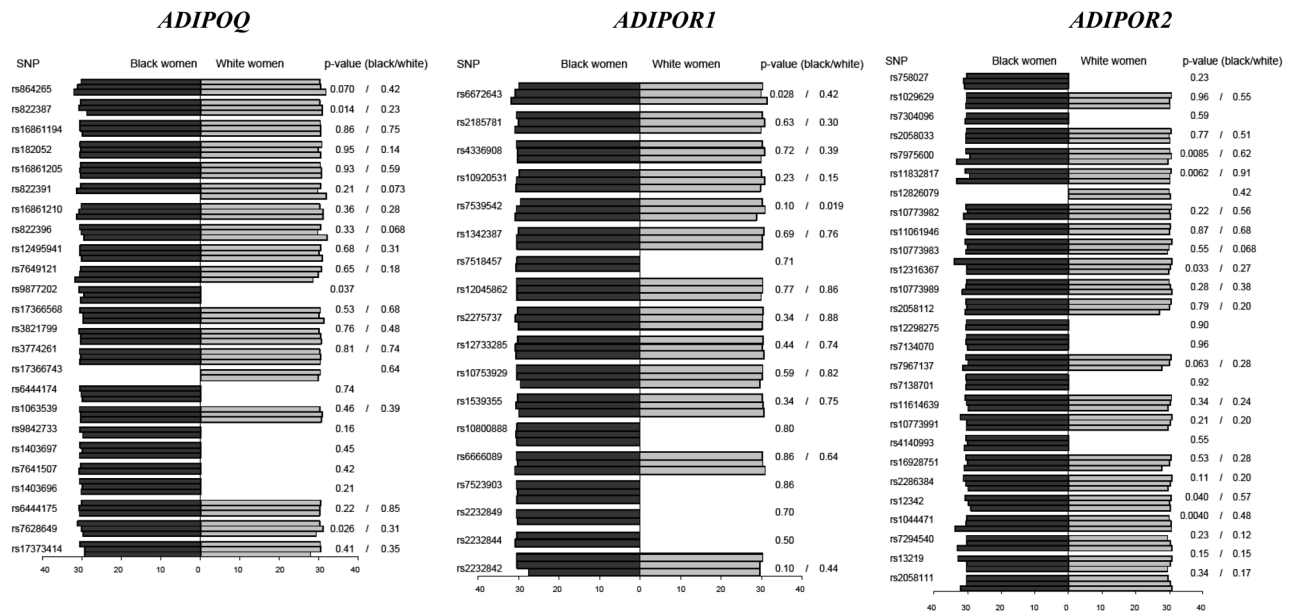 ADIPOQ
SNP Black women White women p-value (black/white)
rs864265 0.070 / 0.42
rs822387 0.014 / 0.23
rs16861194 0.86 / 0.75
rs182052 0.95 / 0.14
rs16861205 0.93 / 0.59
rs822391 0.21 / 0.073
rs16861210 0.36 / 0.28
rs822396 0.33 / 0.068
rs12495941 0.68 / 0.31
rs7649121 0.65 / 0.18
rs9877202 0.037
rs17366568 0.53 / 0.68
rs3821799 0.76 / 0.48
rs3774261 0.81 / 0.74
rs17366743 0.64
rs6444174 0.74
rs1063539 0.46 / 0.39
rs9842733 0.16
rs1403697 0.45
rs7641507 0.42
rs1403696 0.21
rs6444175 0.22 / 0.85
rs7628649 0.026 / 0.31
rs17373414 0.41 / 0.35
40 30 20 10 0 10 20 30 40
ADIPOR1
SNP Black women White women p-value (black/white)
rs6672643 0.028 / 0.42
rs2185781 0.63 / 0.30
rs4336908 0.72 / 0.39
rs10920531 0.23 / 0.15
rs7539542 0.10 / 0.019
rs1342387 0.69 / 0.76
rs7518457 0.71
rs12045862 0.77 / 0.86
rs2275737 0.34 / 0.88
rs12733285 0.44 / 0.74
rs10753929 0.59 / 0.82
rs1539355 0.34 / 0.75
rs10800888 0.80
rs6666089 0.86 / 0.64
rs7523903 0.86
rs2232849 0.70
rs2232844 0.50
rs2232842 0.10 / 0.44
40 30 20 10 0 10 20 30 40
ADIPOR2
SNP Black women White women p-value (black/white)
rs758027 0.23
rs1029629 0.96 / 0.55
rs7304096 0.59
rs2058033 0.77 / 0.51
rs7975600 0.0085 / 0.62
rs11832817 0.0062 / 0.91
rs12826079 0.42
rs10773982 0.22 / 0.56
rs11061946 0.87 / 0.68
rs10773983 0.55 / 0.068
rs12316367 0.033 / 0.27
rs10773989 0.28 / 0.38
rs2058112 0.79 / 0.20
rs12298275 0.90
rs7134070 0.96
rs7967137 0.063 / 0.28
rs7138701 0.92
rs11614639 0.34 / 0.24
rs10773991 0.21 / 0.20
rs4140993 0.55
rs16928751 0.53 / 0.28
rs2286384 0.11 / 0.20
rs12342 0.040 / 0.57
rs1044471 0.0040 / 0.48
rs7294540 0.23 / 0.12
rs13219 0.15 / 0.15
rs2058111 0.34 / 0.17
40 30 20 10 0 10 20 30 40